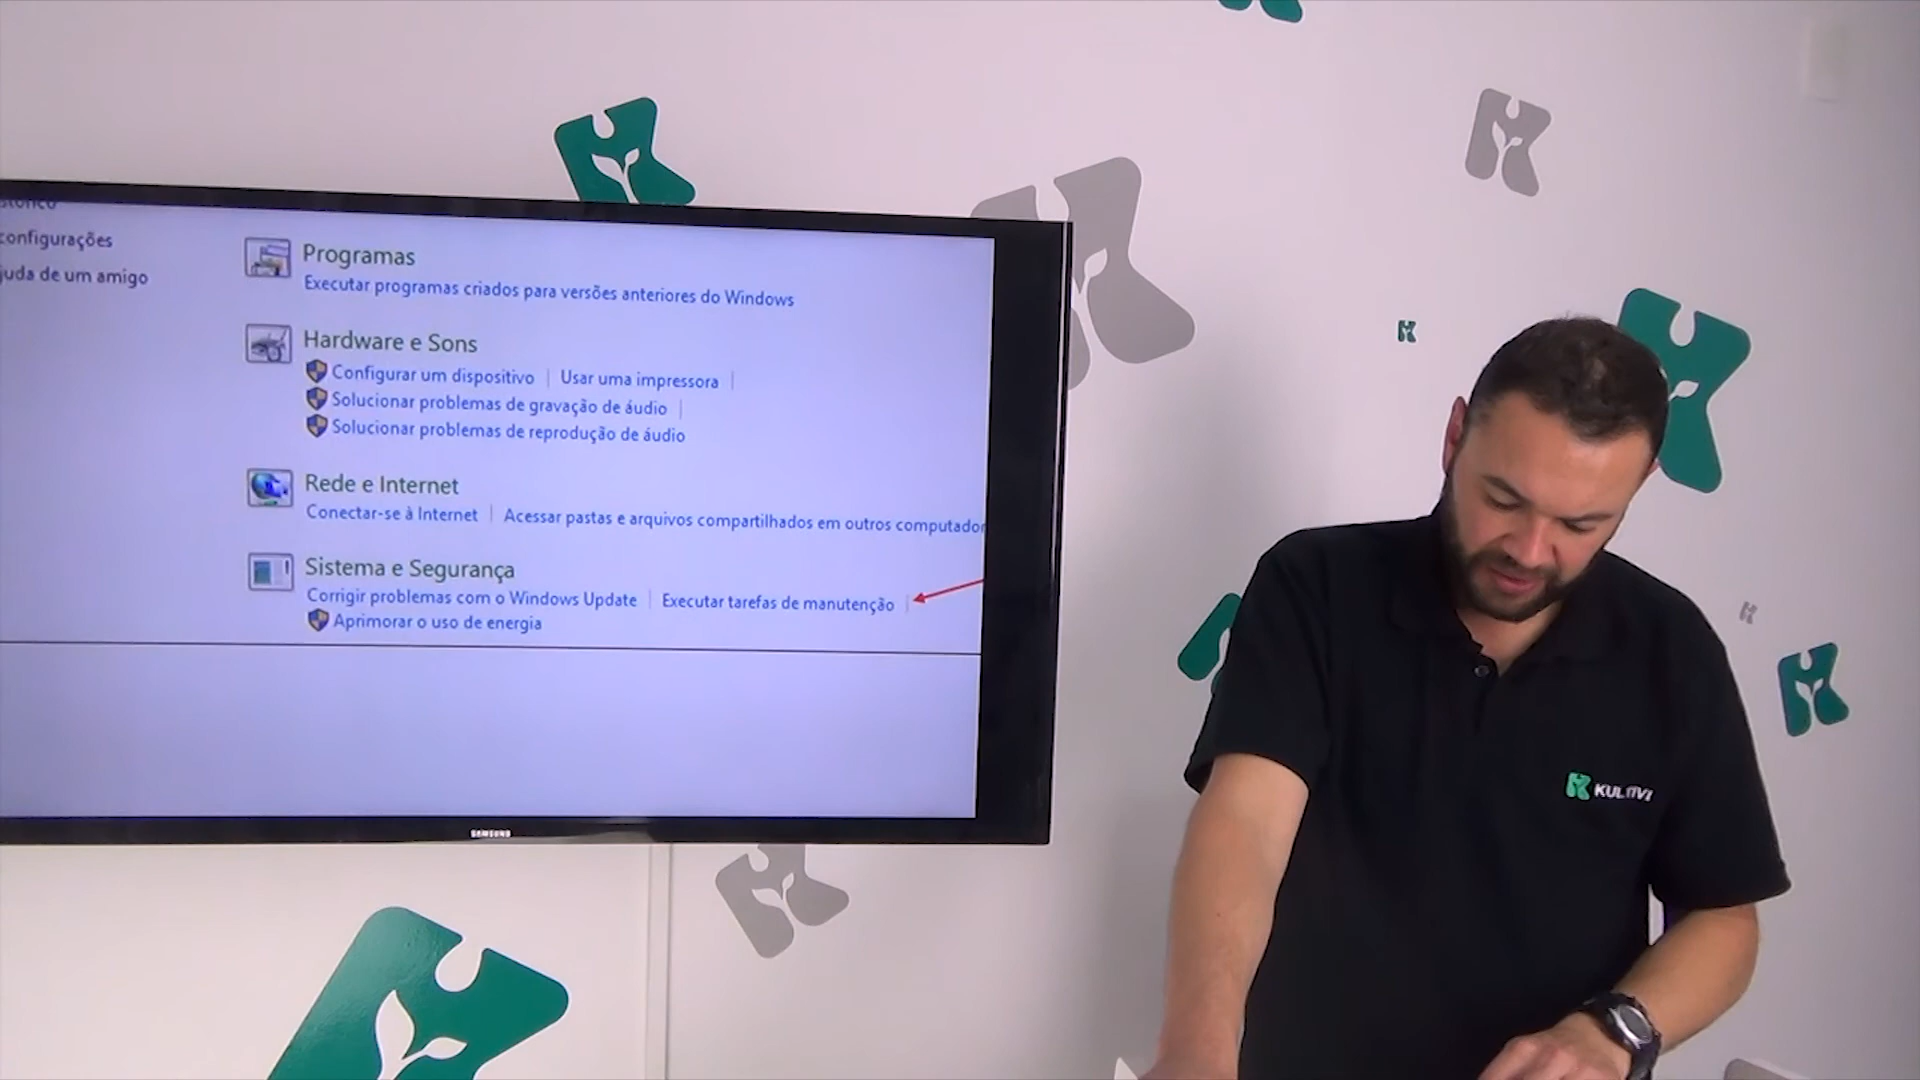 configurações
juda de um amigo
Programas
Executar programas criados para versões anteriores do Windows
Hardware e Sons
Configurar um dispositivo | Usar uma impressora |
Solucionar problemas de gravação de áudio |
Solucionar problemas de reprodução de áudio
Rede e Internet
Conectar-se à Internet | Acessar pastas e arquivos compartilhados em outros computador
Sistema e Segurança
Corrigir problemas com o Windows Update | Executar tarefas de manutenção |
Aprimorar o uso de energia
SAMSUNG
KULTIVI